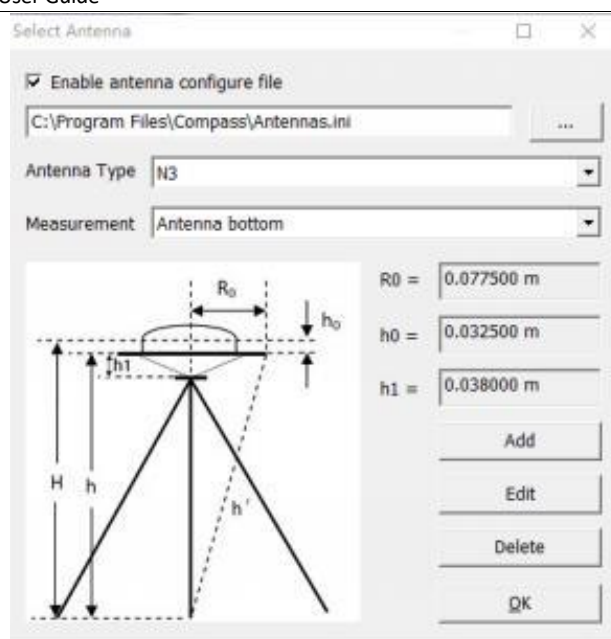 User Guide
Select Antenna
Enable antenna configure file
C:\Program Files\Compass\Antennas.ini
...
Antenna Type N3
Measurement Antenna bottom
R0 = 0.077500 m
h0 = 0.032500 m
h1 = 0.038000 m
R₀
h₀
h1
H
h
h'
Add
Edit
Delete
OK